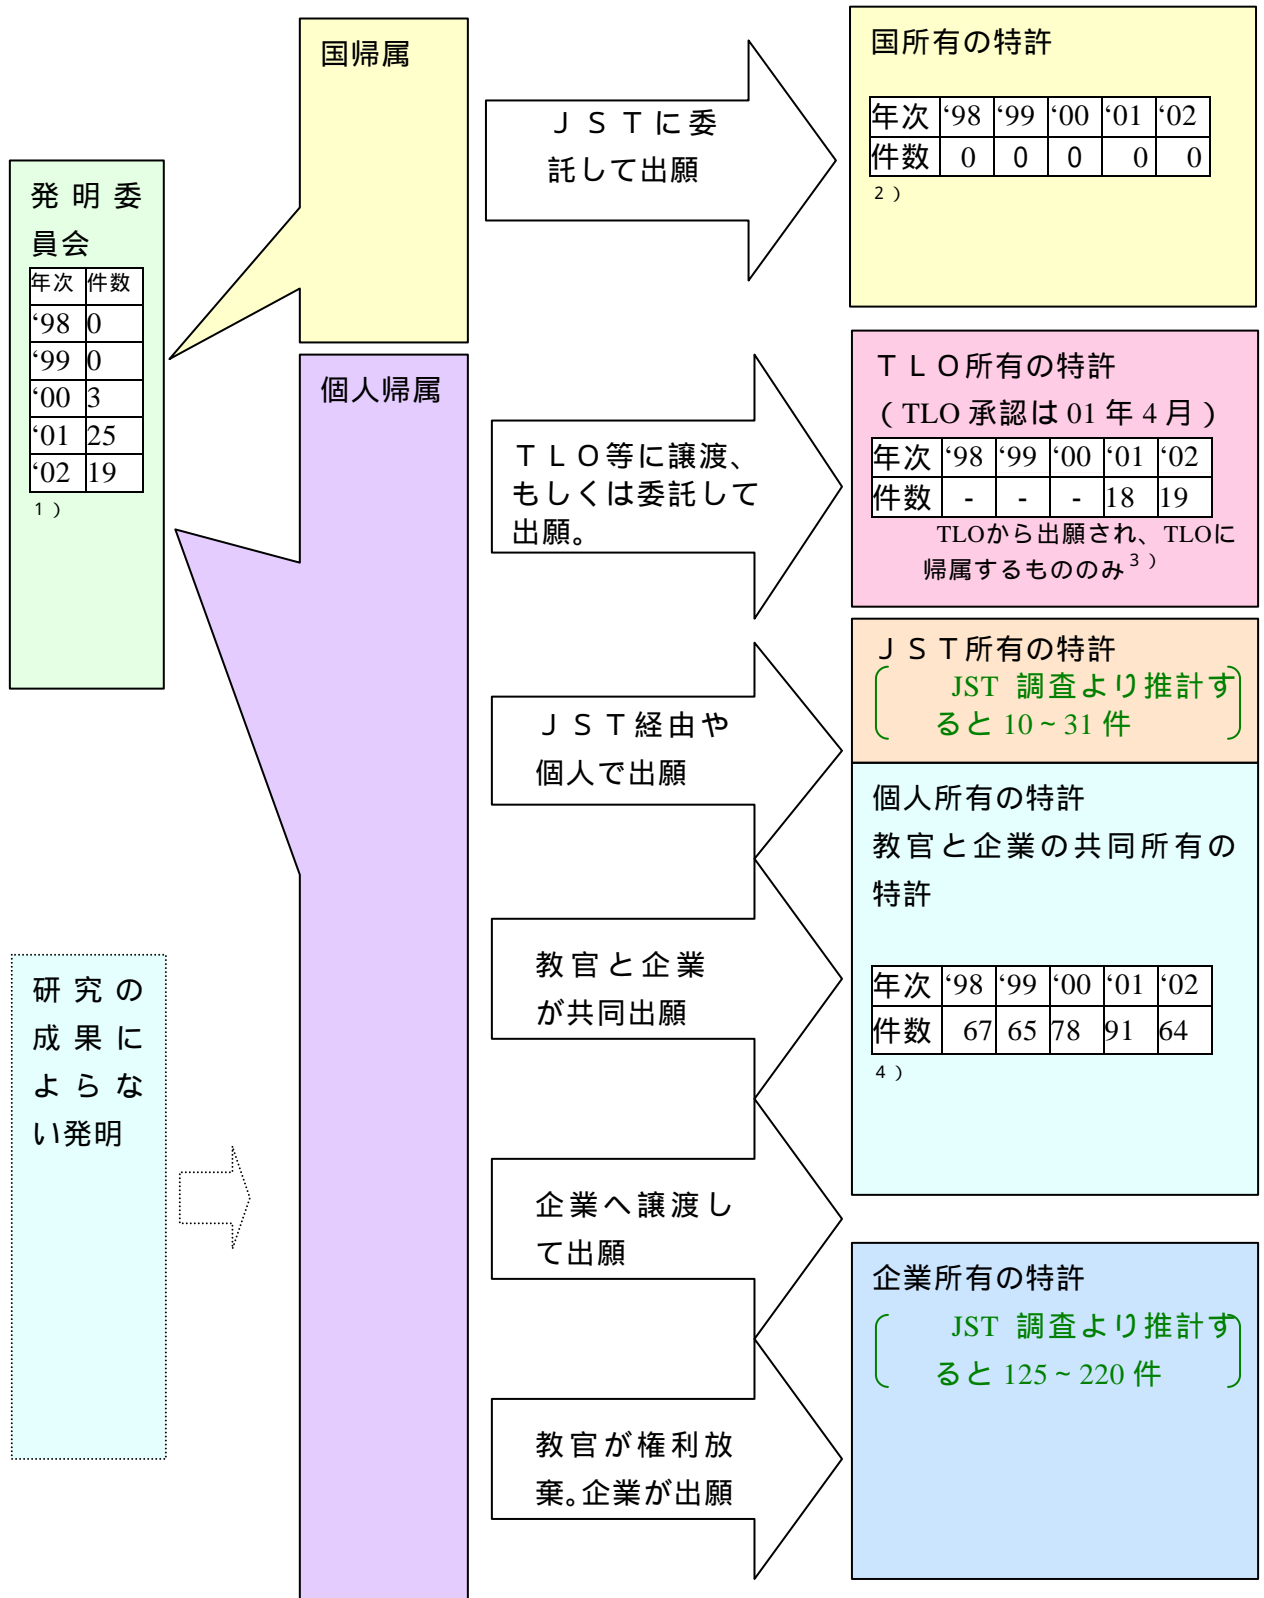 発明委
員会
年次 件数
‘98 0
‘99 0
‘00 3
‘01 25
‘02 19
１）
研究の
成果に
よらな
い発明
国帰属
個人帰属
ＪＳＴに委
託して出願
ＴＬＯ等に譲渡、
もしくは委託して
出願。
ＪＳＴ経由や
個人で出願
教官と企業
が共同出願
企業へ譲渡し
て出願
教官が権利放
棄。企業が出願
国所有の特許
年次 ‘98 ‘99 ‘00 ‘01 ‘02
件数 0 0 0 0 0
２）
ＴＬＯ所有の特許
（TLO 承認は 01 年 4 月）
年次 ‘98 ‘99 ‘00 ‘01 ‘02
件数 - - - 18 19
TLOから出願され、TLOに
帰属するもののみ３）
ＪＳＴ所有の特許
JST 調査より推計す
ると 10～31 件
個人所有の特許
教官と企業の共同所有の
特許
年次 ‘98 ‘99 ‘00 ‘01 ‘02
件数 67 65 78 91 64
４）
企業所有の特許
JST 調査より推計す
ると 125～220 件